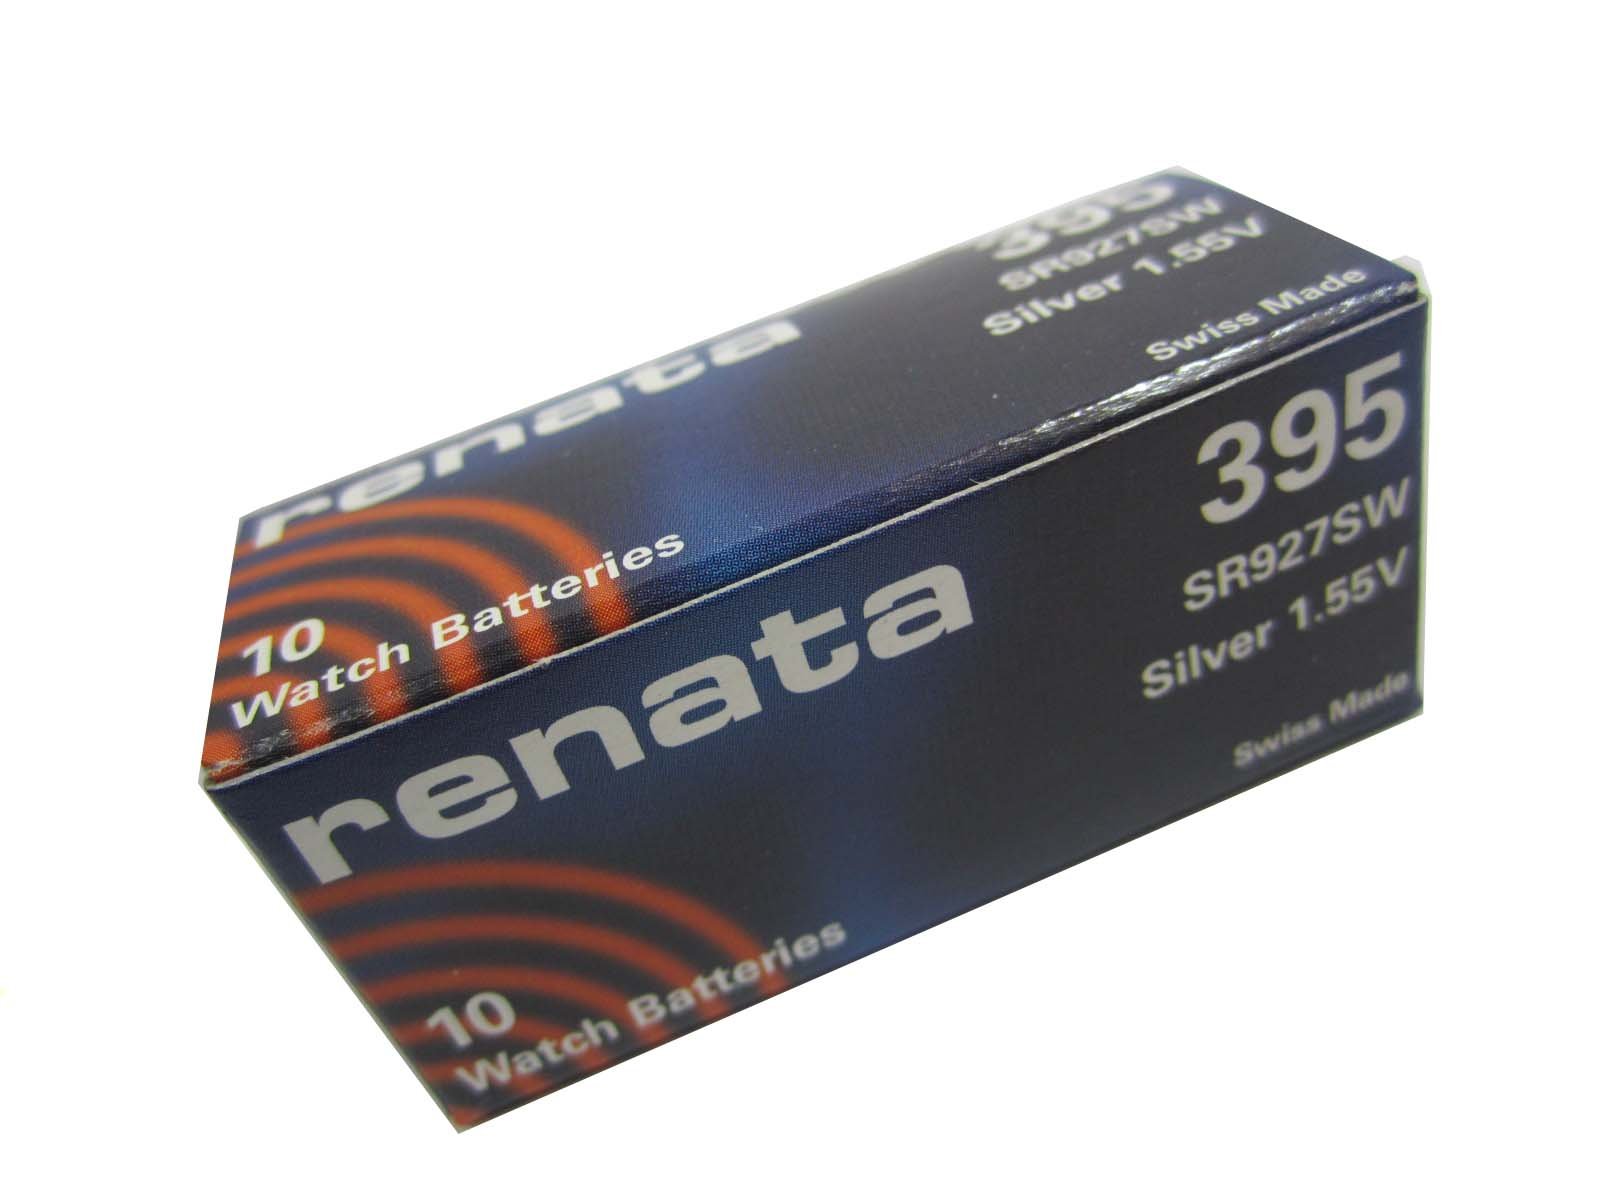 395
SR927SW
Silver 1.55V
Swiss Made
renata
10
Watch Batteries
395
SR927SW
Silver 1.55V
Swiss Made
renata
10
Watch Batteries